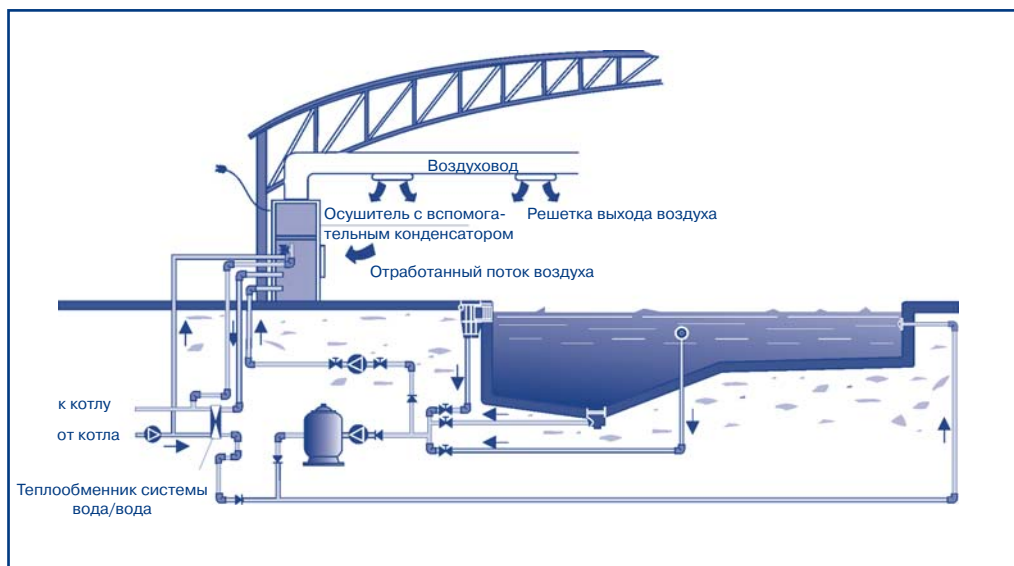 Воздуховод
Осушитель с вспомога-
тельным конденсатором
Решетка выхода воздуха
Отработанный поток воздуха
к котлу
от котла
Теплообменник системы
вода/вода